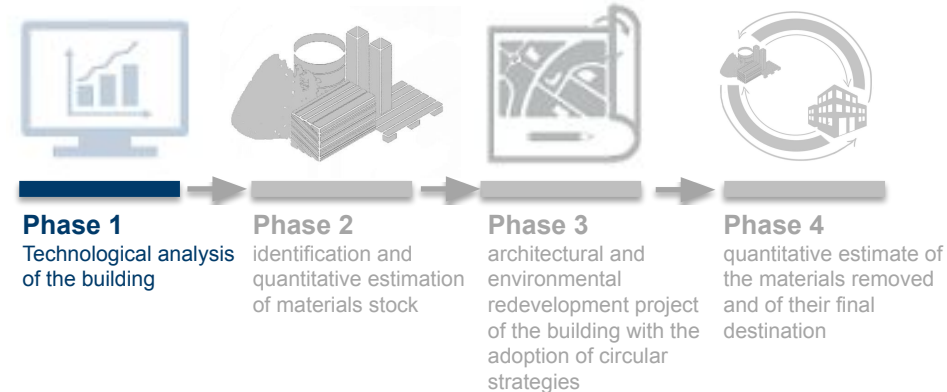 Phase 1
Technological analysis
of the building
Phase 2
identification and
quantitative estimation
of materials stock
Phase 3
architectural and
environmental
redevelopment project
of the building with the
adoption of circular
strategies
Phase 4
quantitative estimate of
the materials removed
and of their final
destination